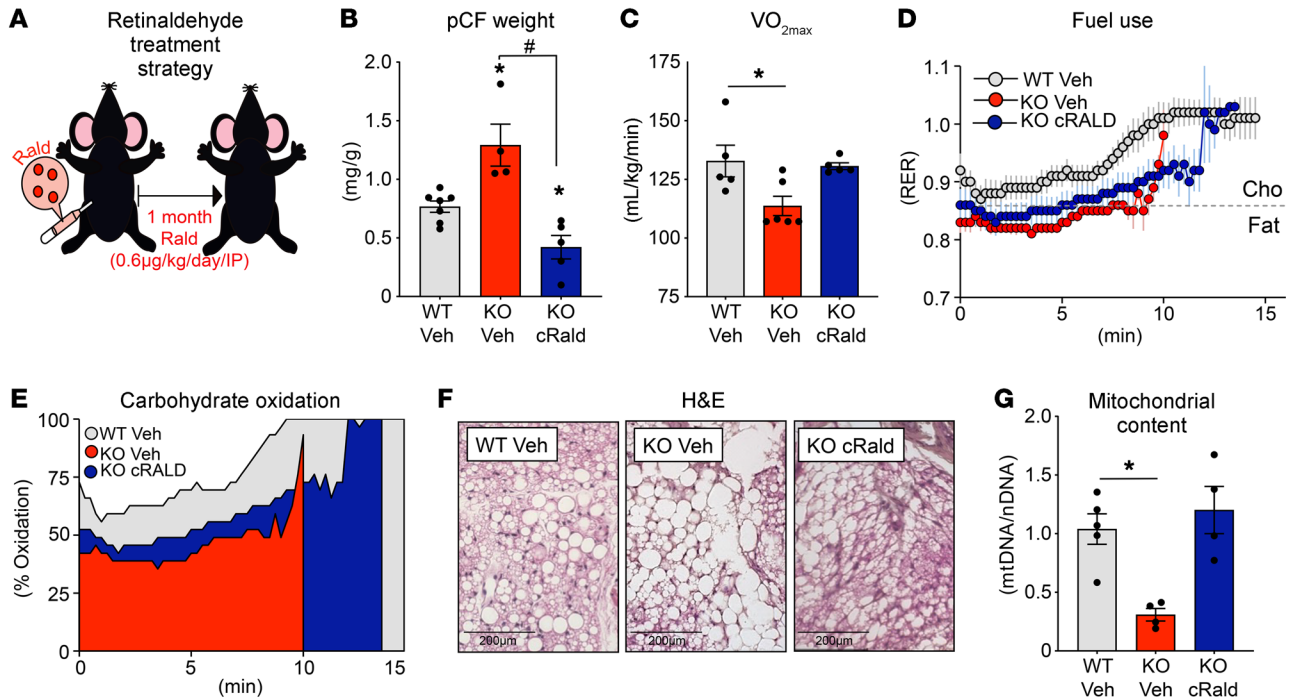 A
Retinaldehyde
treatment
strategy
Rald
1 month
Rald
(0.6µg/kg/day/IP)
B
pCF weight
#
*
*
2.0
1.5
1.0
0.5
0
(mg/g)
WT
Veh
KO
Veh
KO
cRald
C
VO2max
*
175
150
125
100
75
(mL/kg/min)
WT
Veh
KO
Veh
KO
cRald
D
Fuel use
1.1
1.0
0.9
0.8
0.7
(RER)
WT Veh
KO Veh
KO cRALD
Cho
Fat
0
5
10
15
(min)
E
Carbohydrate oxidation
100
75
50
25
0
(% Oxidation)
WT Veh
KO Veh
KO cRALD
0
5
10
15
(min)
F
H&E
WT Veh
KO Veh
KO cRald
200µm
200µm
200µm
G
Mitochondrial
content
*
2.0
1.5
1.0
0.5
0
(mtDNA/nDNA)
WT
Veh
KO
Veh
KO
cRald